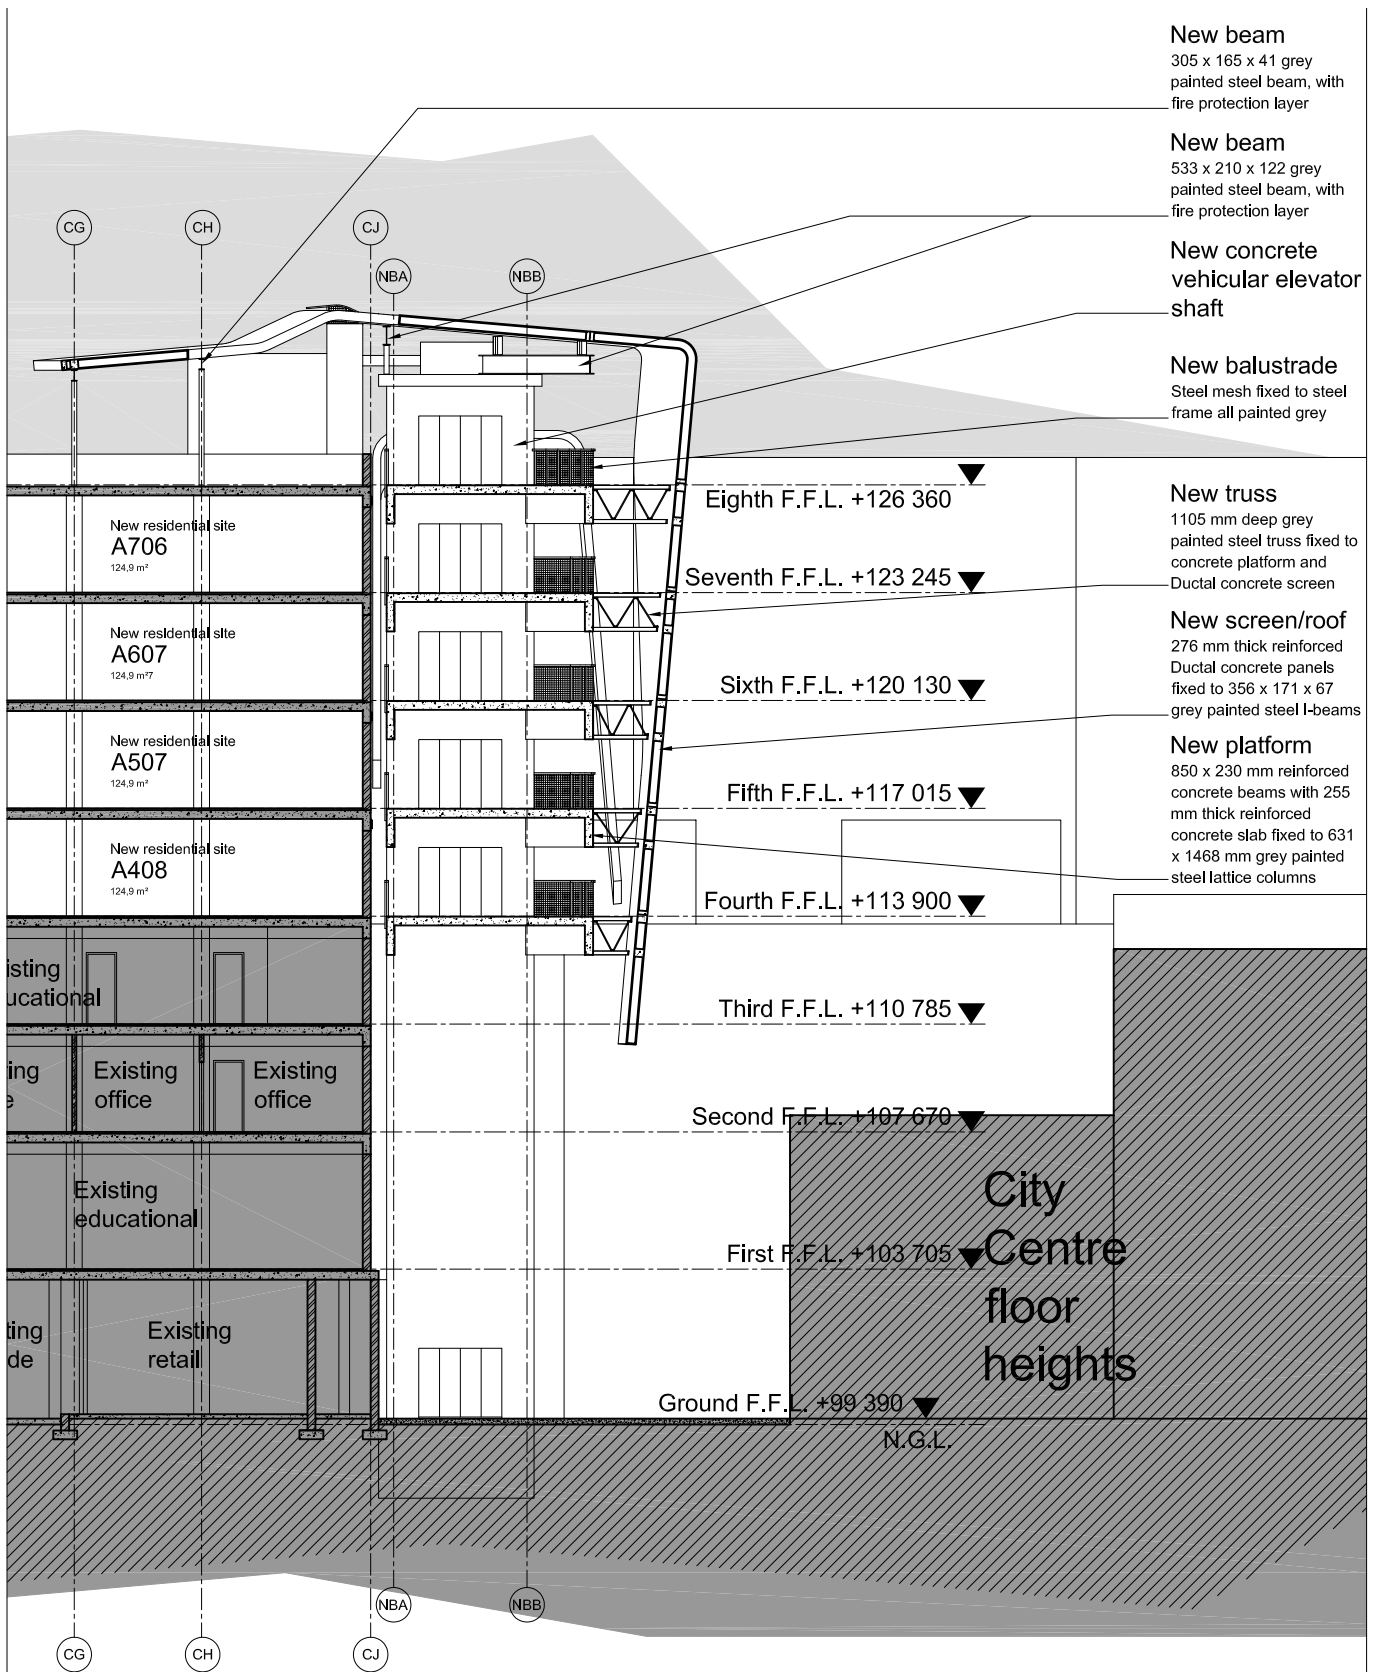 New beam
305 x 165 x 41 grey
painted steel beam, with
fire protection layer
New beam
533 x 210 x 122 grey
painted steel beam, with
fire protection layer
New concrete
vehicular elevator
shaft
New balustrade
Steel mesh fixed to steel
frame all painted grey
New truss
1105 mm deep grey
painted steel truss fixed to
concrete platform and
Ductal concrete screen
New screen/roof
276 mm thick reinforced
Ductal concrete panels
fixed to 356 x 171 x 67
grey painted steel I-beams
New platform
850 x 230 mm reinforced
concrete beams with 255
mm thick reinforced
concrete slab fixed to 631
x 1468 mm grey painted
steel lattice columns
CG
CH
CJ
NBA
NBB
Eighth F.F.L. +126 360
New residential site
A706
124,9 m²
Seventh F.F.L. +123 245
New residential site
A607
124,9 m²7
Sixth F.F.L. +120 130
New residential site
A507
124,9 m²
Fifth F.F.L. +117 015
New residential site
A408
124,9 m²
Fourth F.F.L. +113 900
isting
ucational
Third F.F.L. +110 785
ing
e
Existing
office
Existing
office
Second F.F.L. +107 670
Existing
educational
City
Centre
floor
heights
First F.F.L. +103 705
ting
de
Existing
retail
Ground F.F.L. +99 390
N.G.L.
NBA
NBB
CG
CH
CJ